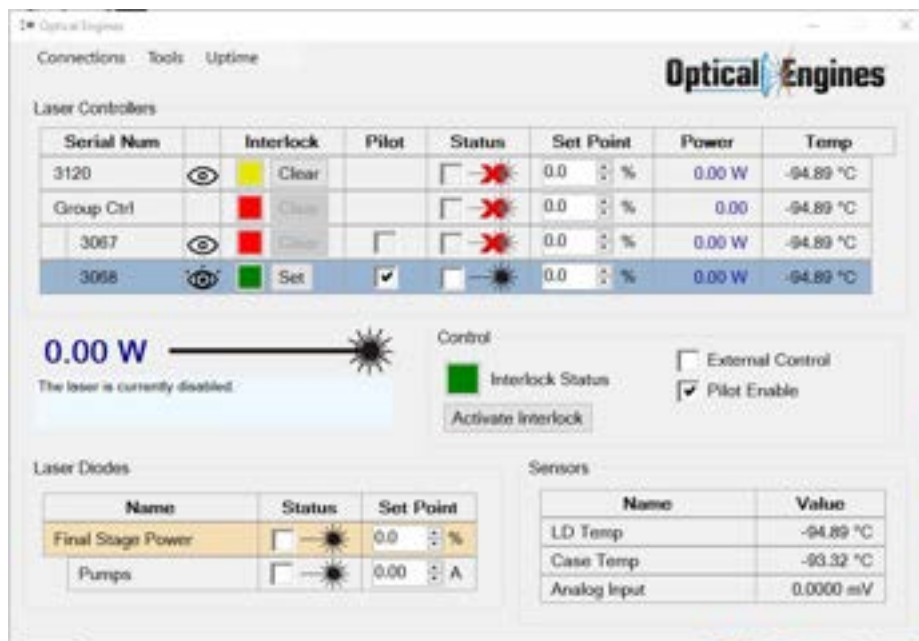 Optical Engines
Connections Tools Uptime
Optical Engines
Laser Controllers
Serial Num Interlock Pilot Status Set Point Power Temp
3120 Clear 0.0 % 0.00 W -94.89 °C
Group Ctrl Clear 0.0 % 0.00 -94.89 °C
3067 Clear 0.0 % 0.00 W -94.89 °C
3068 Set 0.0 % 0.00 W -94.89 °C
0.00 W
The laser is currently disabled.
Control
Interlock Status
Activate Interlock
External Control
Pilot Enable
Laser Diodes
Name Status Set Point
Final Stage Power 0.0 %
Pumps 0.00 A
Sensors
Name Value
LD Temp -94.89 °C
Case Temp -93.32 °C
Analog Input 0.0000 mV